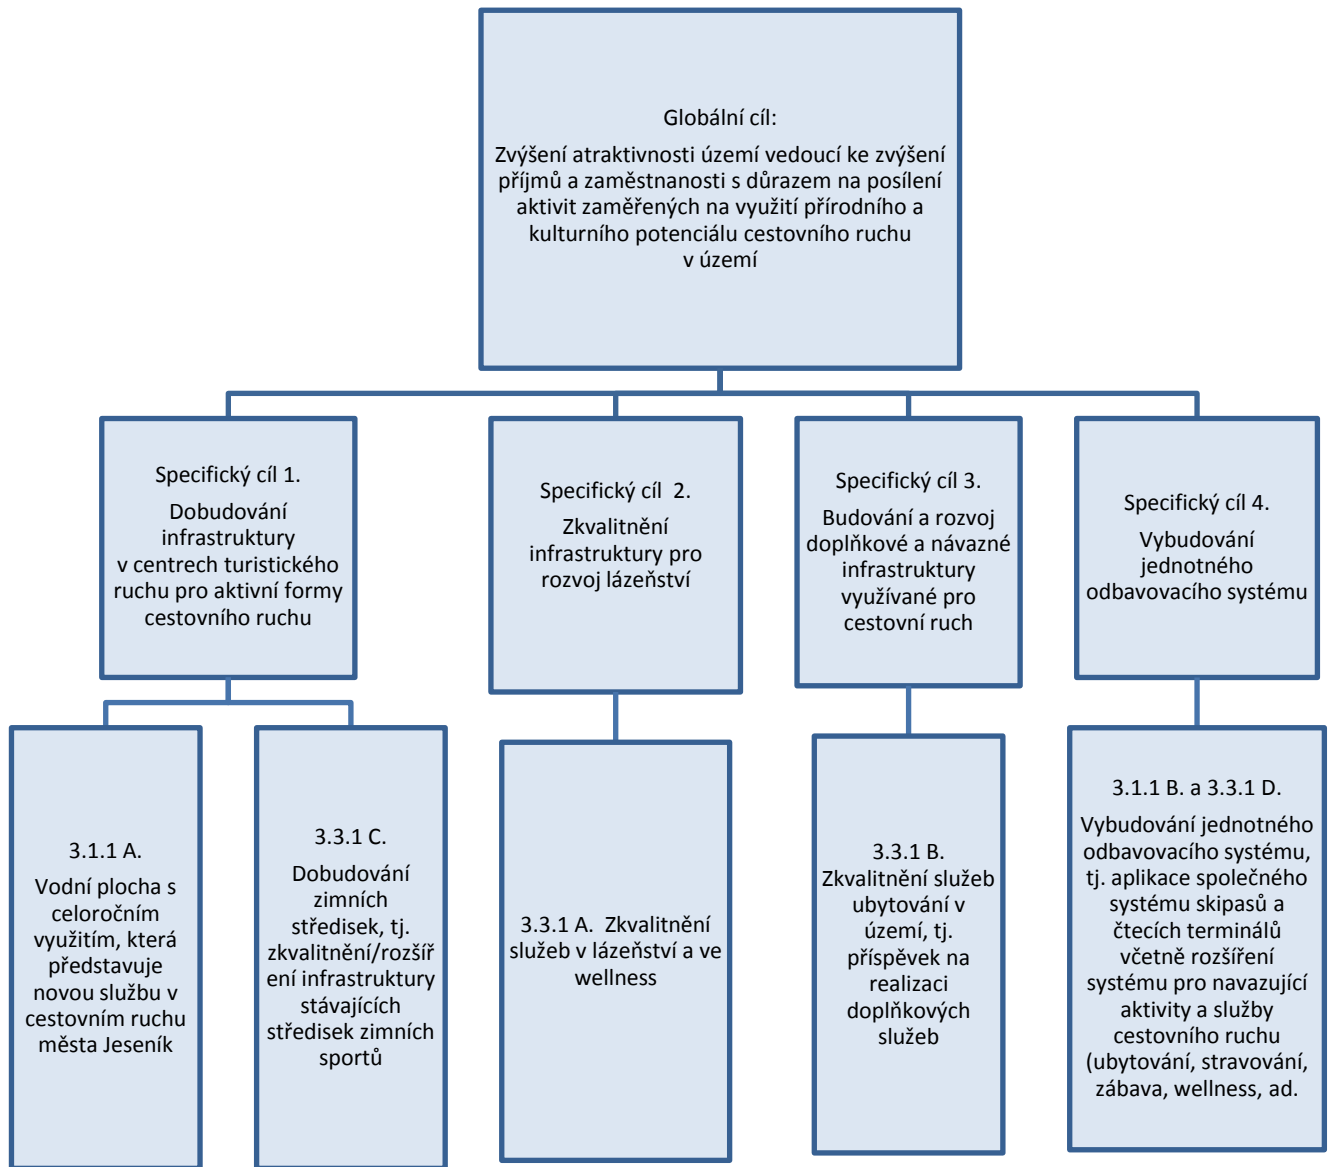 Globální cíl:
Zvýšení atraktivnosti území vedoucí ke zvýšení
příjmů a zaměstnanosti s důrazem na posílení
aktivit zaměřených na využití přírodního a
kulturního potenciálu cestovního ruchu
v území
Specifický cíl 1.
Dobudování
infrastruktury
v centrech turistického
ruchu pro aktivní formy
cestovního ruchu
Specifický cíl  2.
Zkvalitnění
infrastruktury pro
rozvoj lázeňství
Specifický cíl 3.
Budování a rozvoj
doplňkové a návazné
infrastruktury
využívané pro
cestovní ruch
Specifický cíl 4.
Vybudování
jednotného
odbavovacího systému
3.1.1 A.
Vodní plocha s
celoročním
využitím, která
představuje
novou službu v
cestovním ruchu
města Jeseník
3.3.1 C.
Dobudování
zimních
středisek, tj.
zkvalitnění/rozšíř
ení infrastruktury
stávajících
středisek zimních
sportů
3.3.1 A.  Zkvalitnění
služeb v lázeňství a ve
wellness
3.3.1 B.
Zkvalitnění služeb
ubytování v
území, tj.
příspěvek na
realizaci
doplňkových
služeb
3.1.1 B. a 3.3.1 D.
Vybudování jednotného
odbavovacího systému,
tj. aplikace společného
systému skipasů a
čtecích terminálů
včetně rozšíření
systému pro navazující
aktivity a služby
cestovního ruchu
(ubytování, stravování,
zábava, wellness, ad.